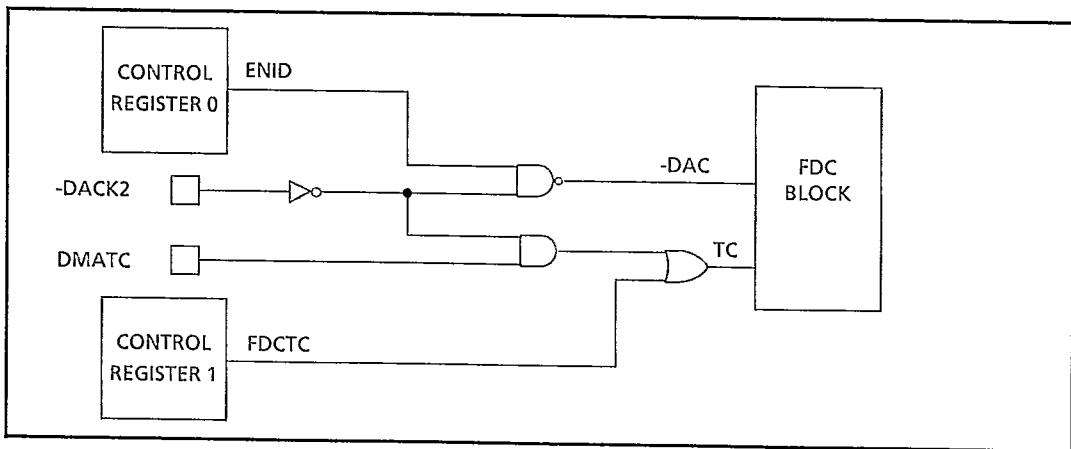 CONTROL
REGISTER 0
ENID
-DACK2
-DAC
FDC
BLOCK
DMATC
TC
CONTROL
REGISTER 1
FDCTC